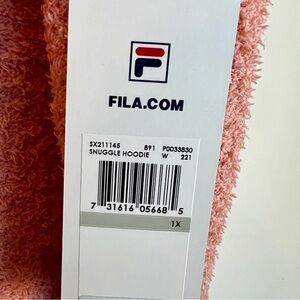 FILA.COM
SX211145 891 P0033830
SNUGGLE HOODIE W 221
7 31616 05668 5
1X